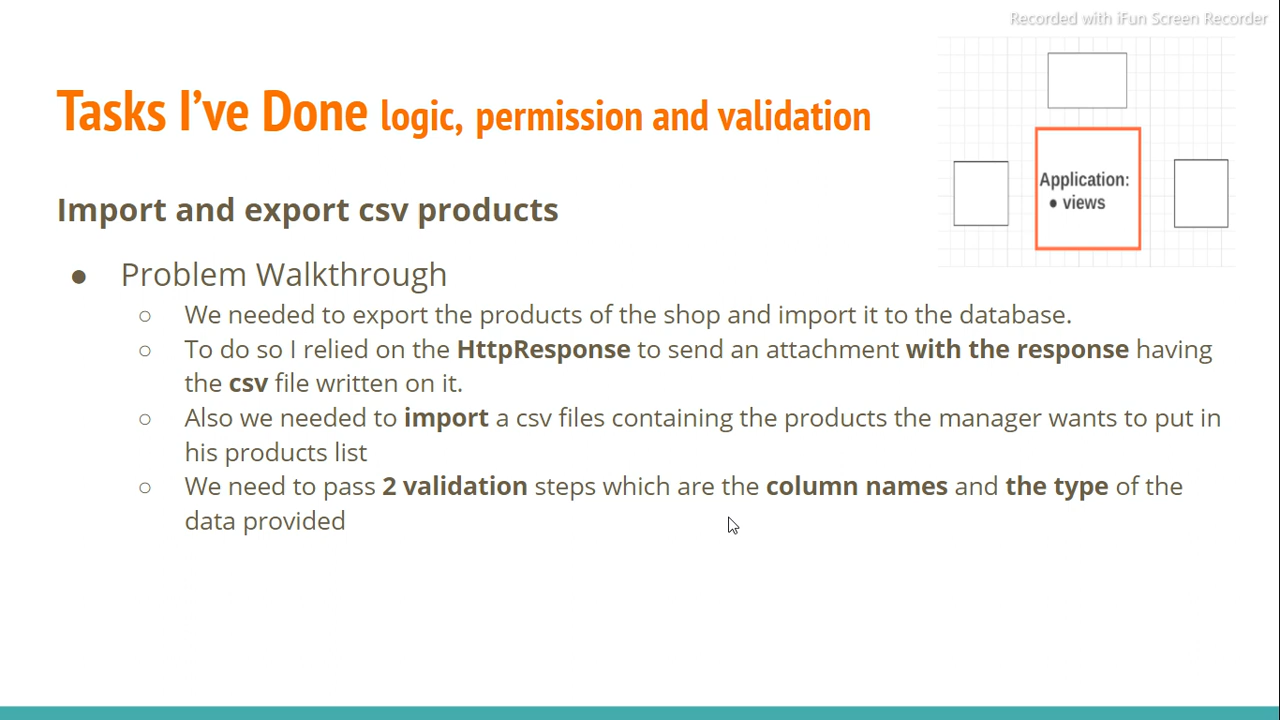 Recorded with iFun Screen Recorder
Tasks I’ve Done logic, permission and validation
Application:
● views
Import and export csv products
● Problem Walkthrough
○ We needed to export the products of the shop and import it to the database.
○ To do so I relied on the HttpResponse to send an attachment with the response having
the csv file written on it.
○ Also we needed to import a csv files containing the products the manager wants to put in
his products list
○ We need to pass 2 validation steps which are the column names and the type of the
data provided